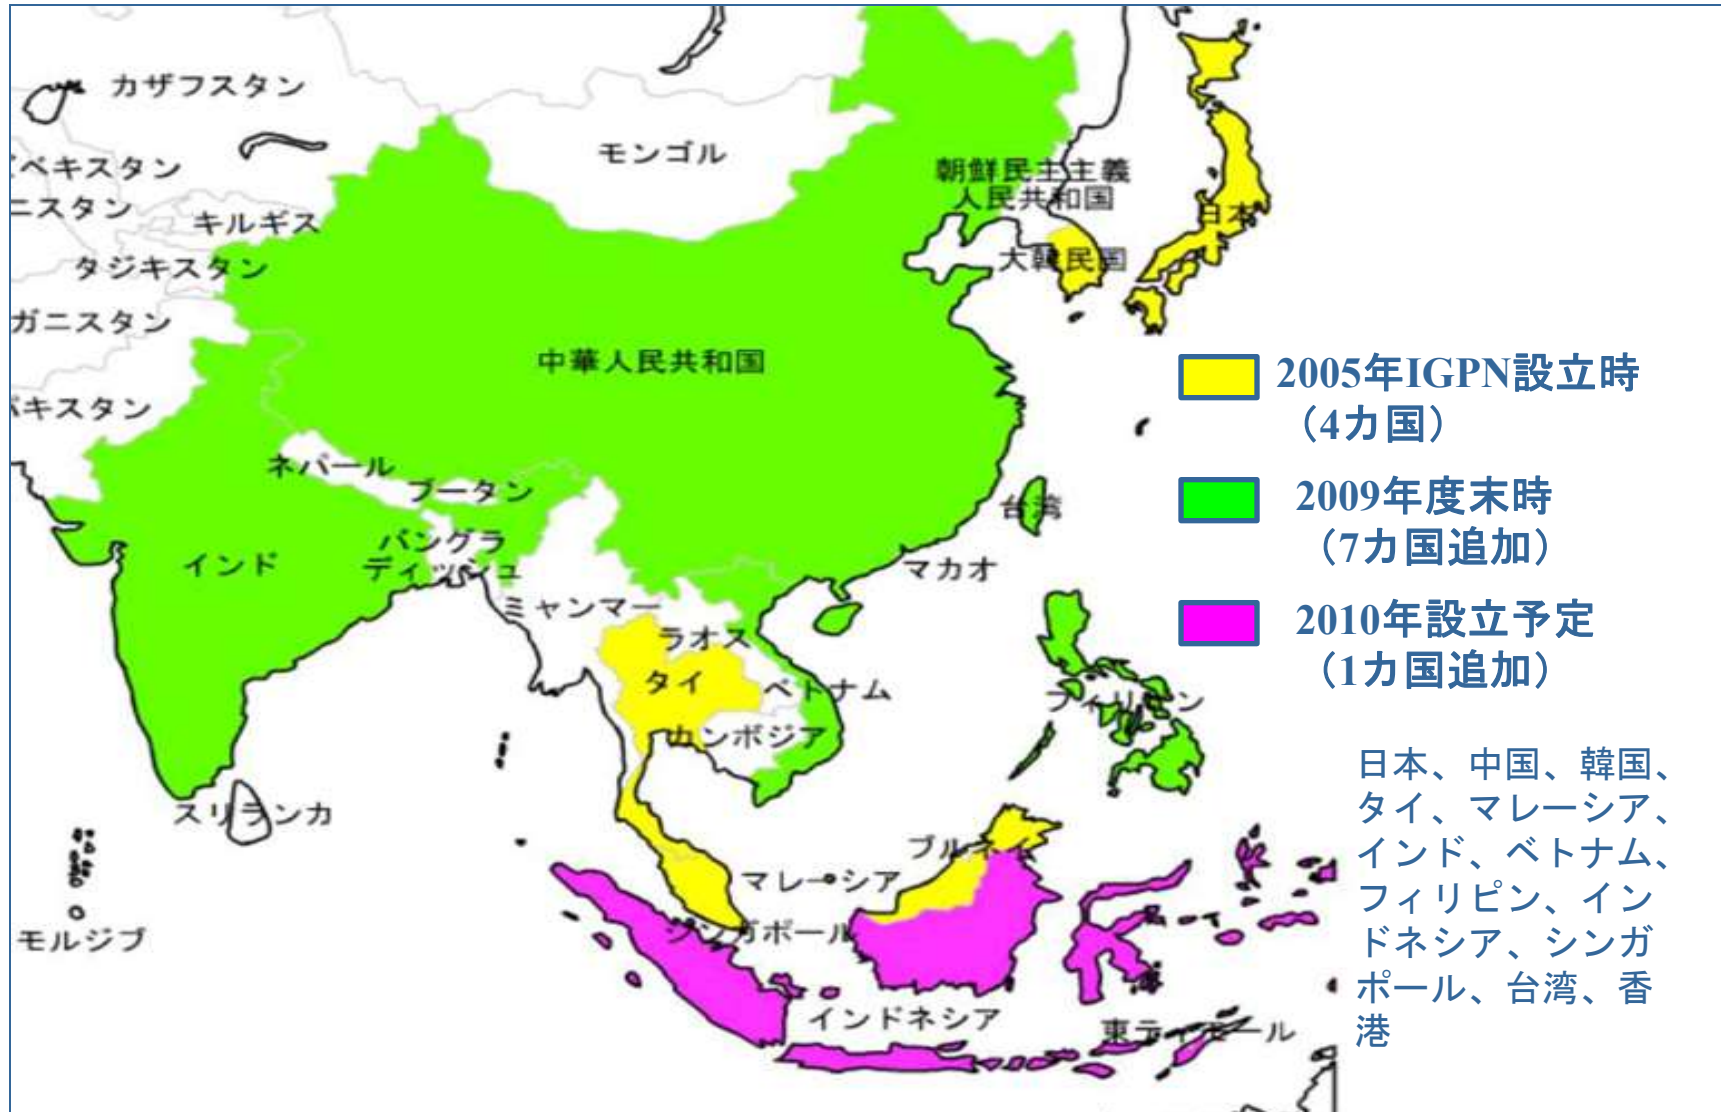 カザフスタン
モンゴル
ベキスタン
ニスタン
キルギス
タジキスタン
ガニスタン
キスタン
朝鮮民主主義
人民共和国
日本
大韓民国
中華人民共和国
ネパール
ブータン
バングラ
ディッシュ
インド
台湾
マカオ
ミャンマー
ラオス
タイ
ベトナム
カンボジア
フィリピン
スリランカ
ブルネイ
マレーシア
シンガポール
モルジブ
インドネシア
東ティモール
2005年IGPN設立時
（4カ国）
2009年度末時
（7カ国追加）
2010年設立予定
（1カ国追加）
日本、中国、韓国、
タイ、マレーシア、
インド、ベトナム、
フィリピン、イン
ドネシア、シンガ
ポール、台湾、香
港